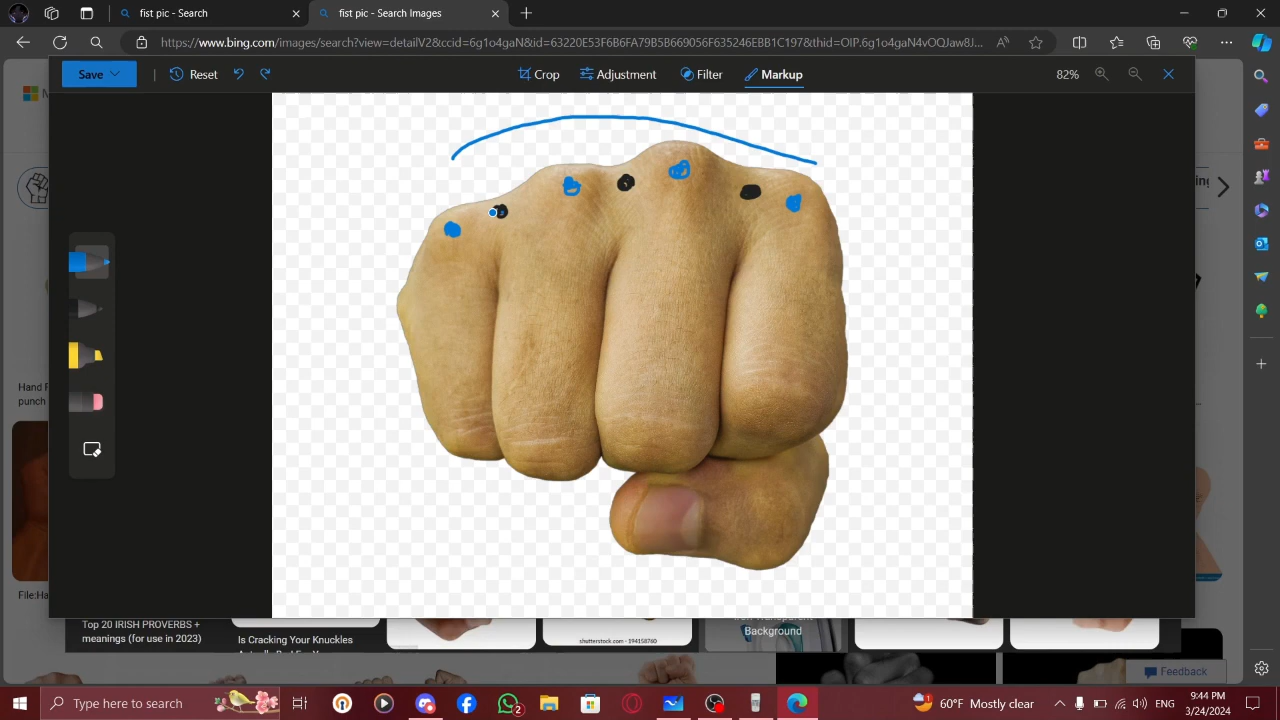 fist pic - Search
fist pic - Search Images
https://www.bing.com/images/search?view=detailV2&ccid=6g1o4gaN&id=63220E53F6B6FA79B5B669056F635246EBB1C197&thid=OIP.6g1o4gaN4vOQJaw8J...
Save
Reset
Crop
Adjustment
Filter
Markup
82%
Hand F
punch
File:Har
Top 20 IRISH PROVERBS +
meanings (for use in 2023)
Is Cracking Your Knuckles
shutterstock.com · 194158760
Background
Feedback
Type here to search
2
1
60°F Mostly clear
ENG
9:44 PM
3/24/2024